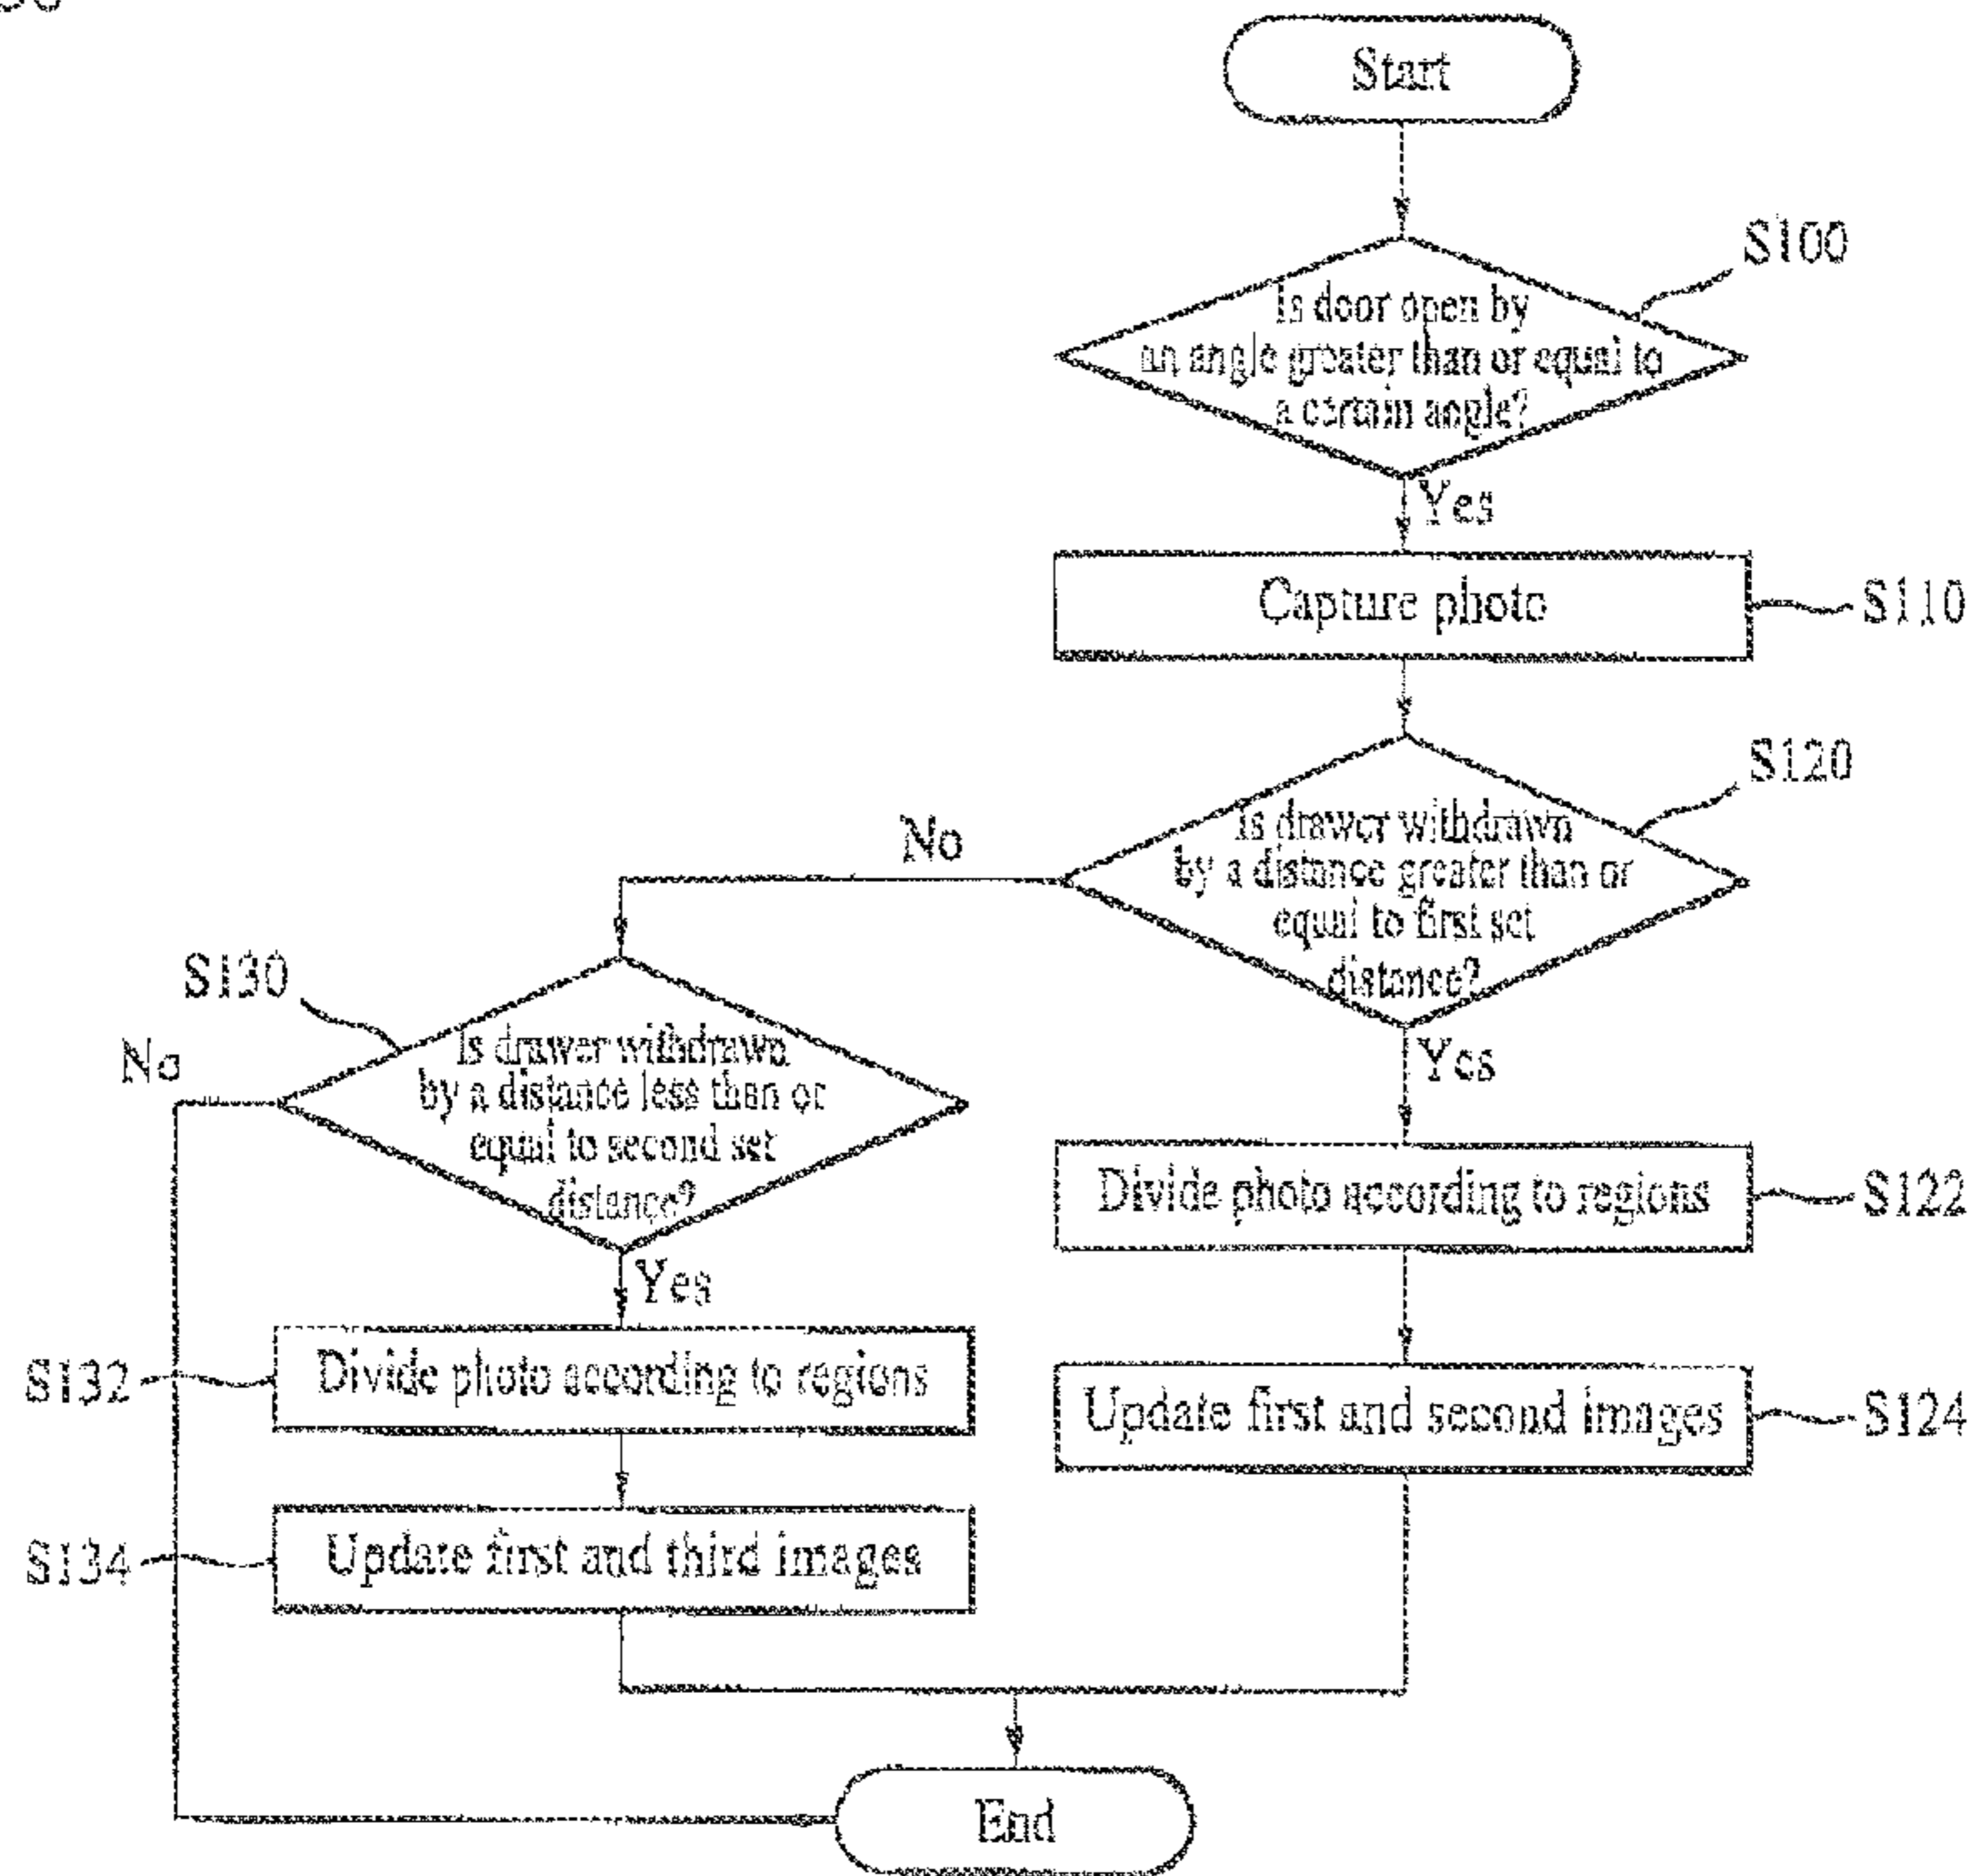 Start
S100
Is door open by
an angle greater than or equal to
a certain angle?
Yes
Capture photo
S110
S120
Is drawer withdrawn
by a distance greater than or
equal to first set
distance?
No
Yes
S130
Is drawer withdrawn
by a distance less than or
equal to second set
distance?
No
Yes
Divide photo according to regions
S122
S132
Divide photo according to regions
Update first and second images
S124
S134
Update first and third images
End